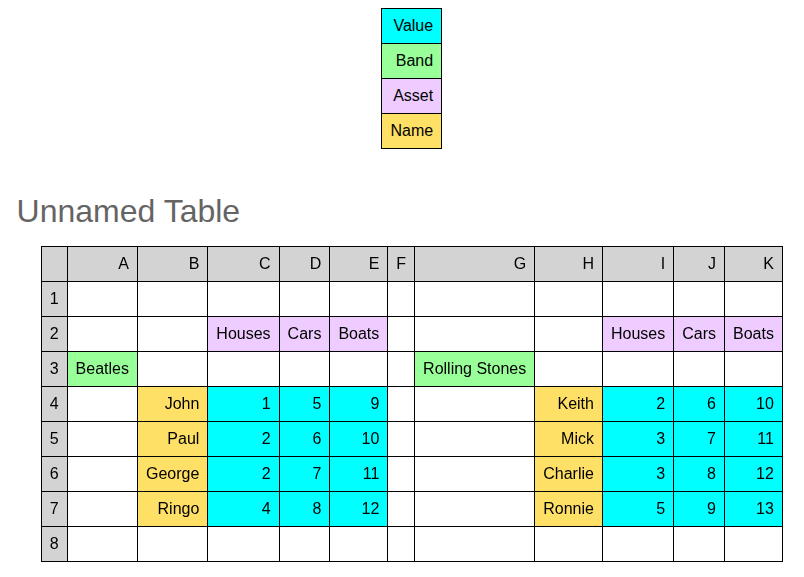 Value
Band
Asset
Name
Unnamed Table
A B C D E F G H I J K
1
2 Houses Cars Boats Houses Cars Boats
3 Beatles Rolling Stones
4 John 1 5 9 Keith 2 6 10
5 Paul 2 6 10 Mick 3 7 11
6 George 2 7 11 Charlie 3 8 12
7 Ringo 4 8 12 Ronnie 5 9 13
8